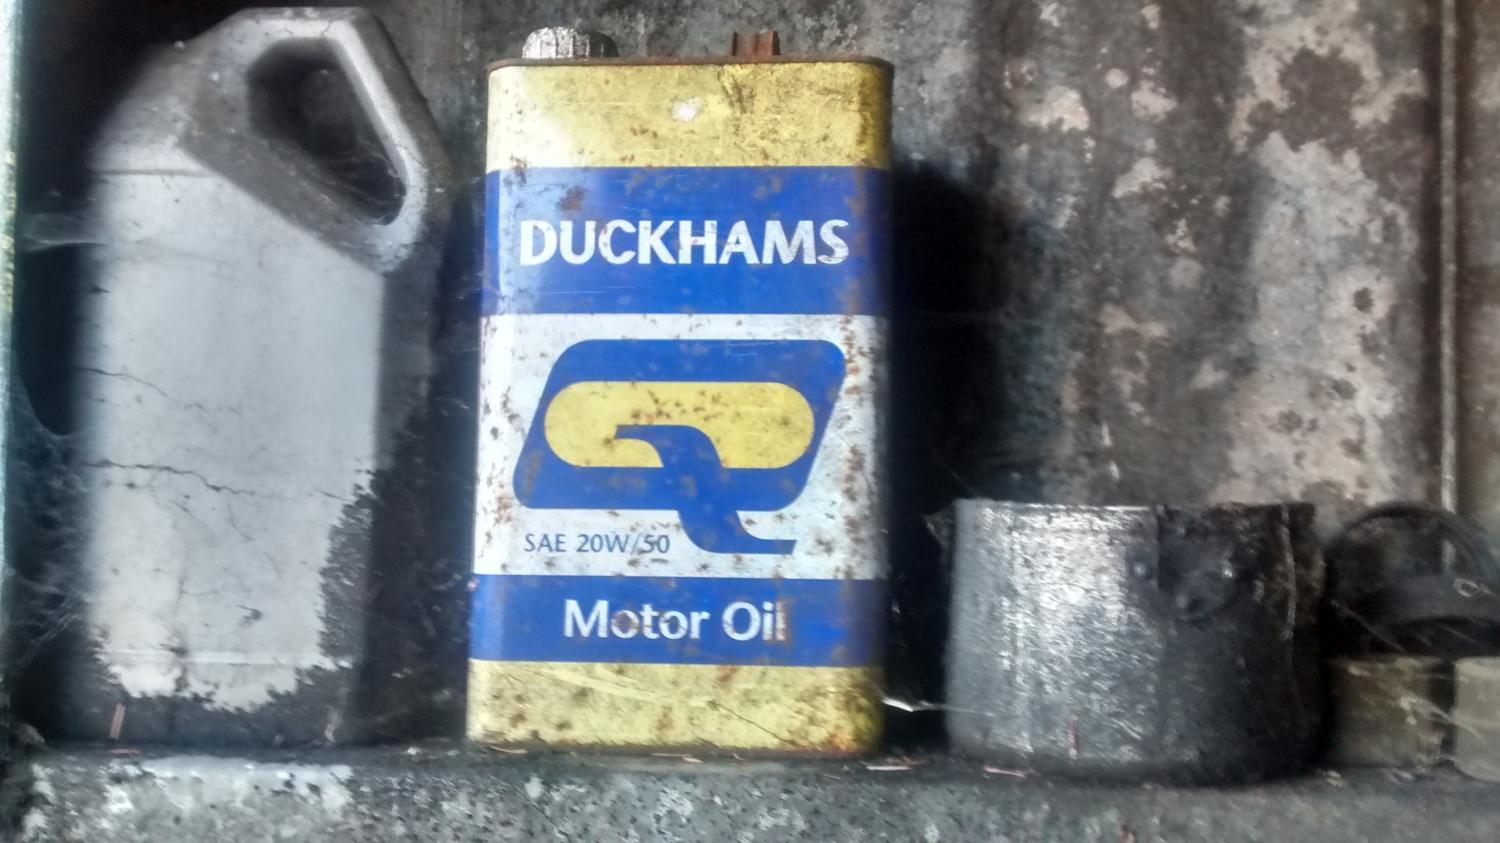 DUCKHAMS
Q
SAE 20W/50
Motor Oil